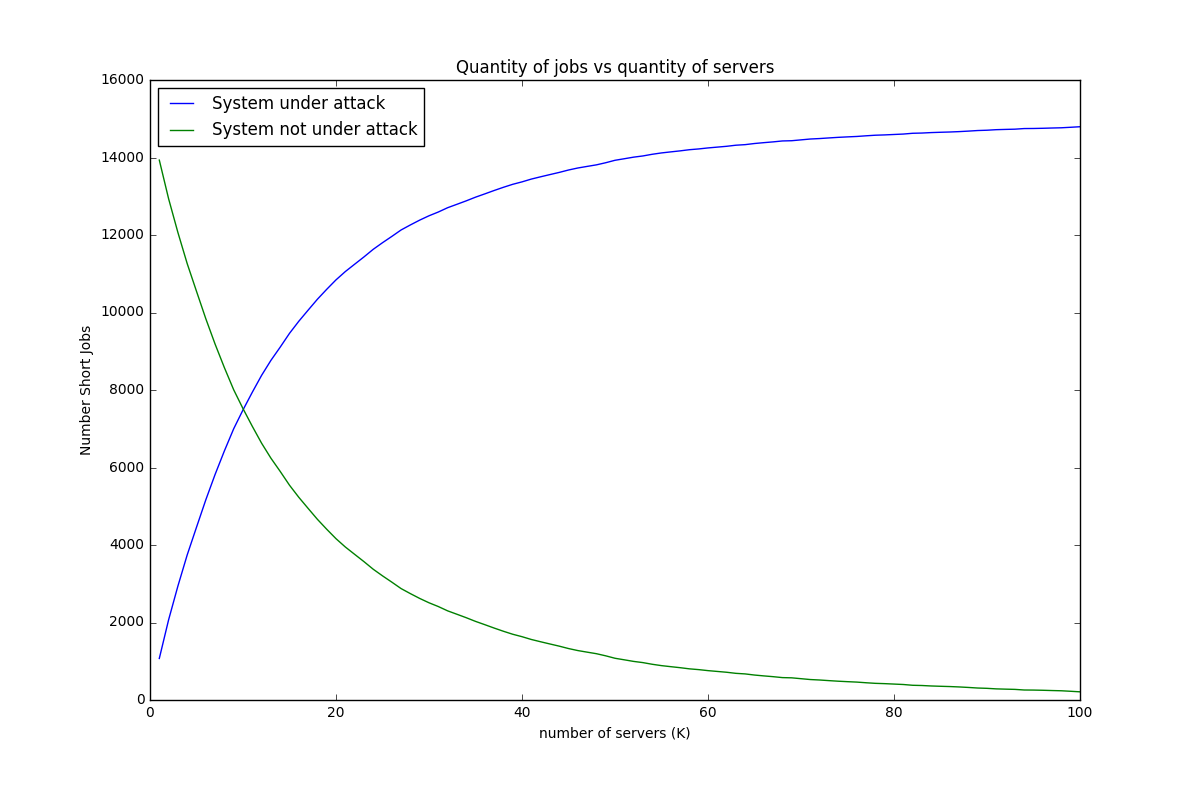 Quantity of jobs vs quantity of servers
16000
14000
12000
10000
8000
6000
4000
2000
0
Number Short Jobs
System under attack
System not under attack
0 20 40 60 80 100
number of servers (K)